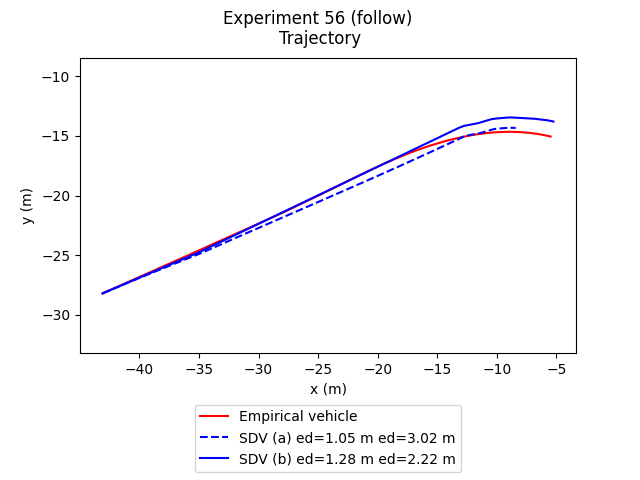 Experiment 56 (follow)
Trajectory
−10
−15
−20
−25
−30
y (m)
−40
−35
−30
−25
−20
−15
−10
−5
x (m)
Empirical vehicle
SDV (a) ed=1.05 m ed=3.02 m
SDV (b) ed=1.28 m ed=2.22 m